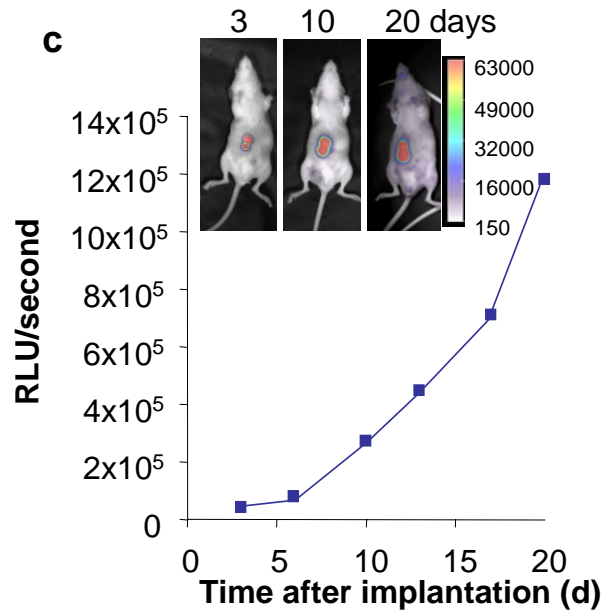 c
3 10 20 days
63000
49000
32000
16000
150
14x10⁵
12x10⁵
10x10⁵
8x10⁵
6x10⁵
4x10⁵
2x10⁵
0
RLU/second
0 5 10 15 20
Time after implantation (d)